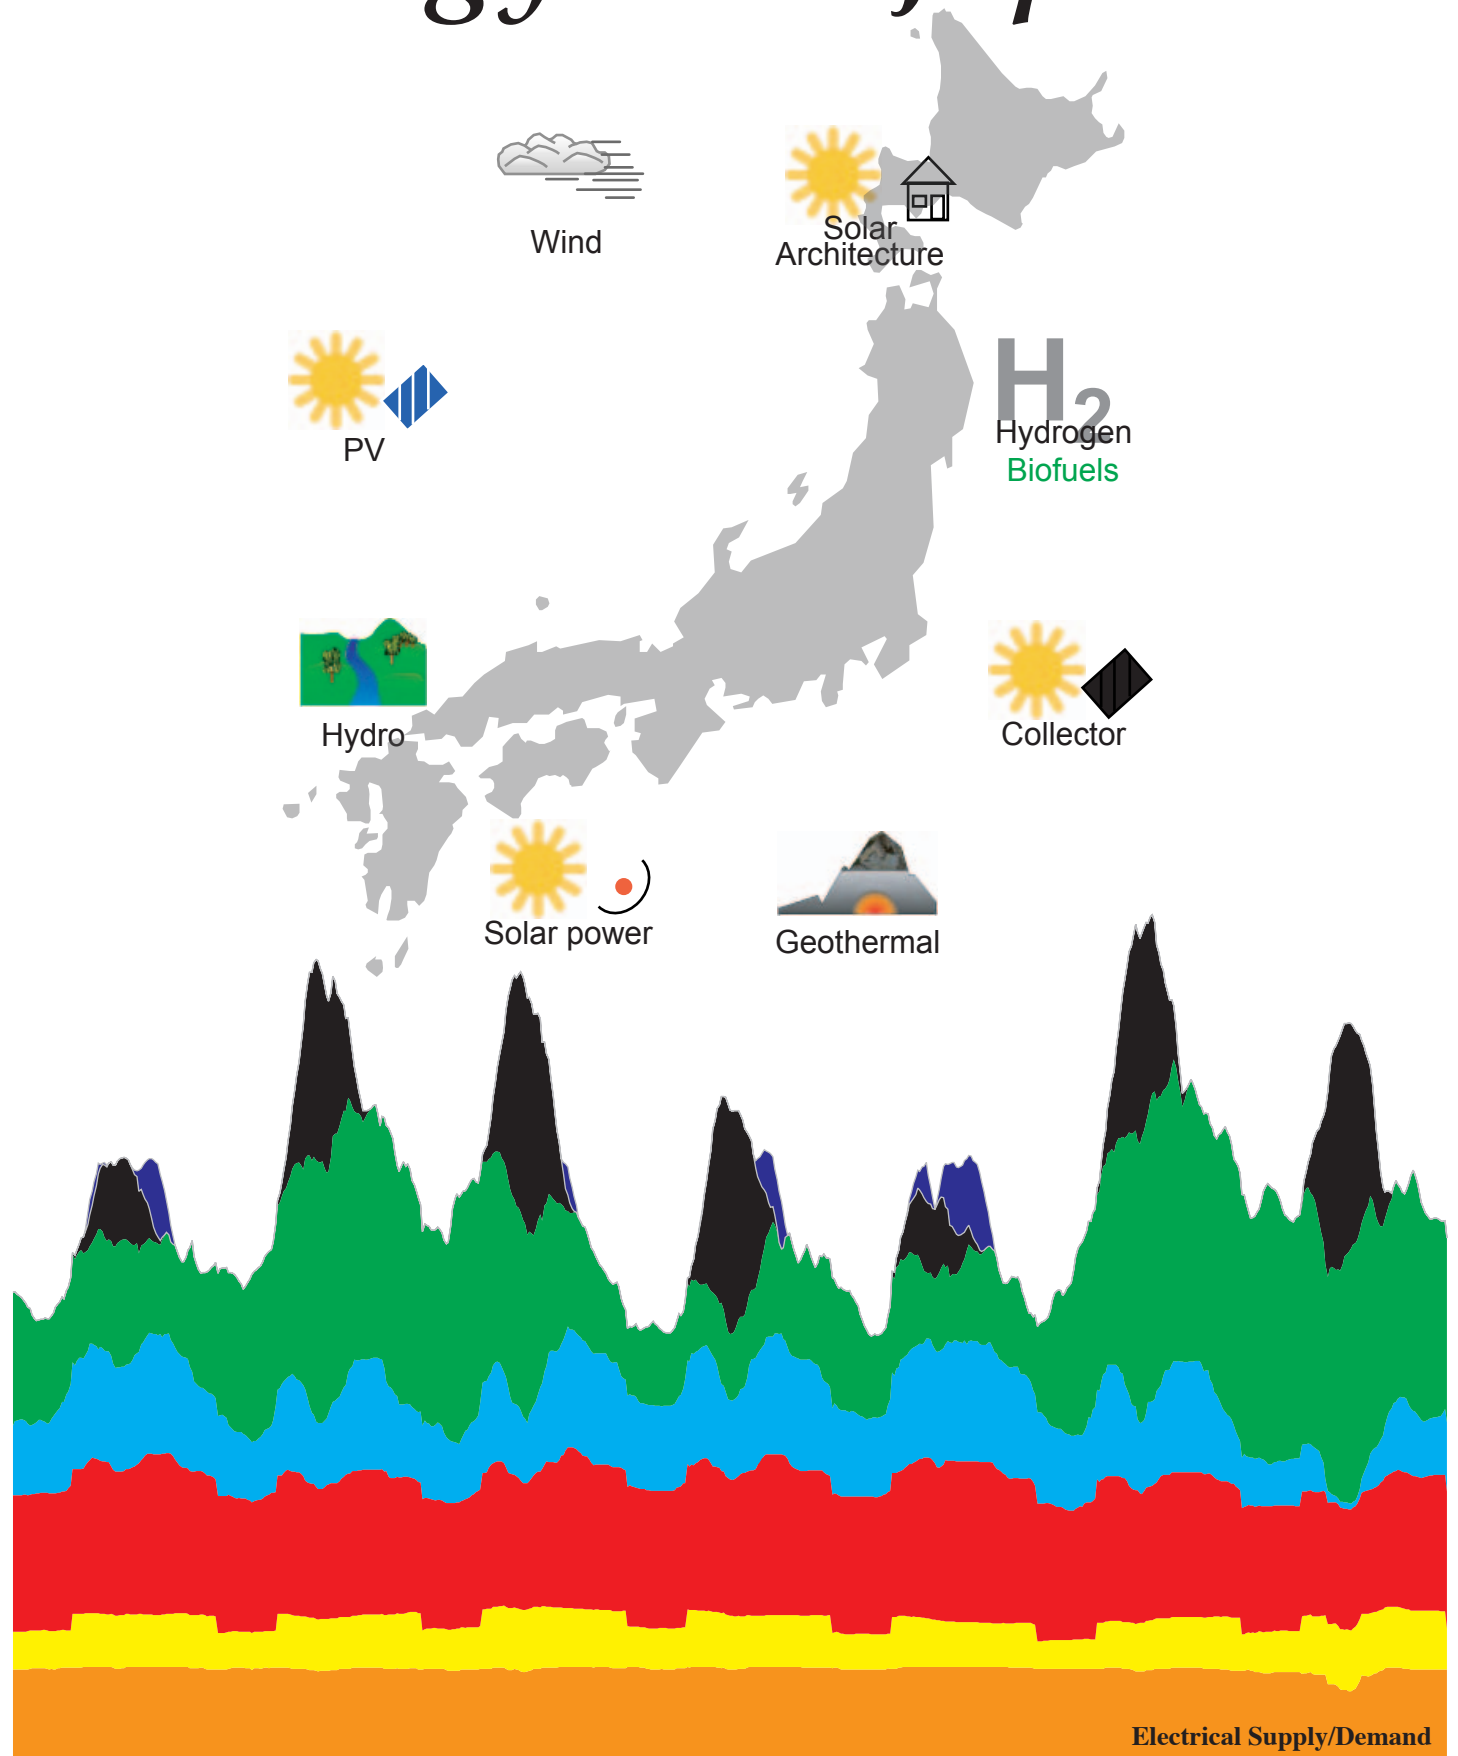 Wind
Solar
Architecture
PV
H2
Hydrogen
Biofuels
Hydro
Collector
Solar power
Geothermal
Electrical Supply/Demand